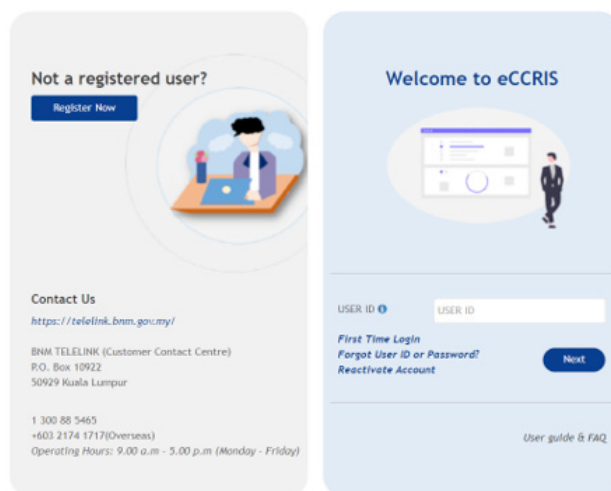 Not a registered user?
Register Now
Contact Us
https://telelink.bnm.gov.my/
BNM TELELINK (Customer Contact Centre)
P.O. Box 10922
50929 Kuala Lumpur
1 300 88 5465
+603 2174 1717(Overseas)
Operating Hours: 9.00 a.m - 5.00 p.m (Monday - Friday)
Welcome to eCCRIS
USER ID
USER ID
First Time Login
Forgot User ID or Password?
Reactivate Account
Next
User guide & FAQ